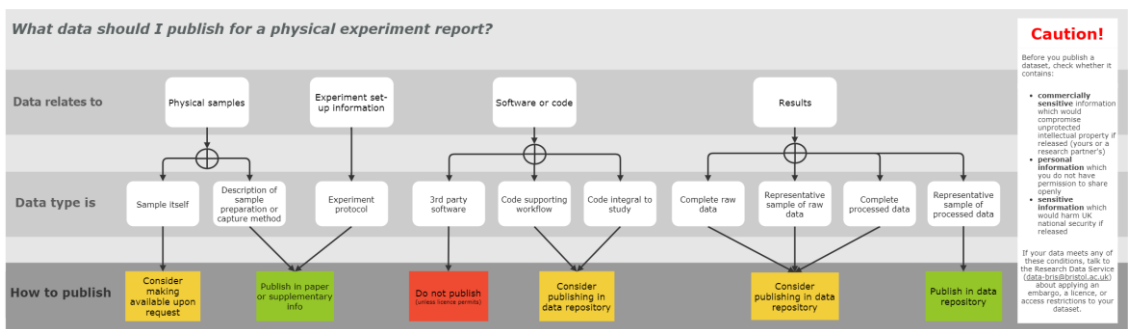 What data should I publish for a physical experiment report?
Data relates to
Physical samples
Experiment set-
up information
Software or code
Results
Data type is
Sample itself
Description of
sample
preparation or
capture method
Experiment
protocol
3rd party
software
Code supporting
workflow
Code integral to
study
Complete raw
data
Representative
sample of raw
data
Complete
processed data
Representative
sample of
processed data
How to publish
Consider
making
available upon
request
Publish in paper
or supplementary
info
Do not publish
(unless licence permits)
Consider
publishing in
data repository
Consider
publishing in data
repository
Publish in data
repository
Caution!
Before you publish a
dataset, check whether it
contains:
• commercially
sensitive information
which would
compromise
unprotected
intellectual property if
released (yours or a
research partner's)
• personal
information which
you do not have
permission to share
openly
• sensitive
information which
would harm UK
national security if
released
If your data meets any of
these conditions, talk to
the Research Data Service
(data-bris@bristol.ac.uk)
about applying an
embargo, a licence, or
access restrictions to your
dataset.